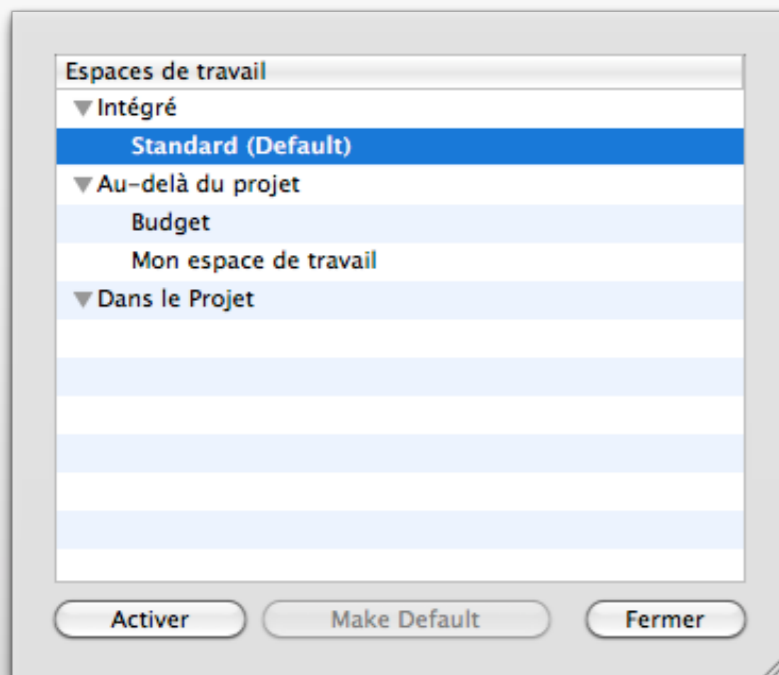 Espaces de travail
Intégré
Standard (Default)
Au-delà du projet
Budget
Mon espace de travail
Dans le Projet
Activer Make Default Fermer